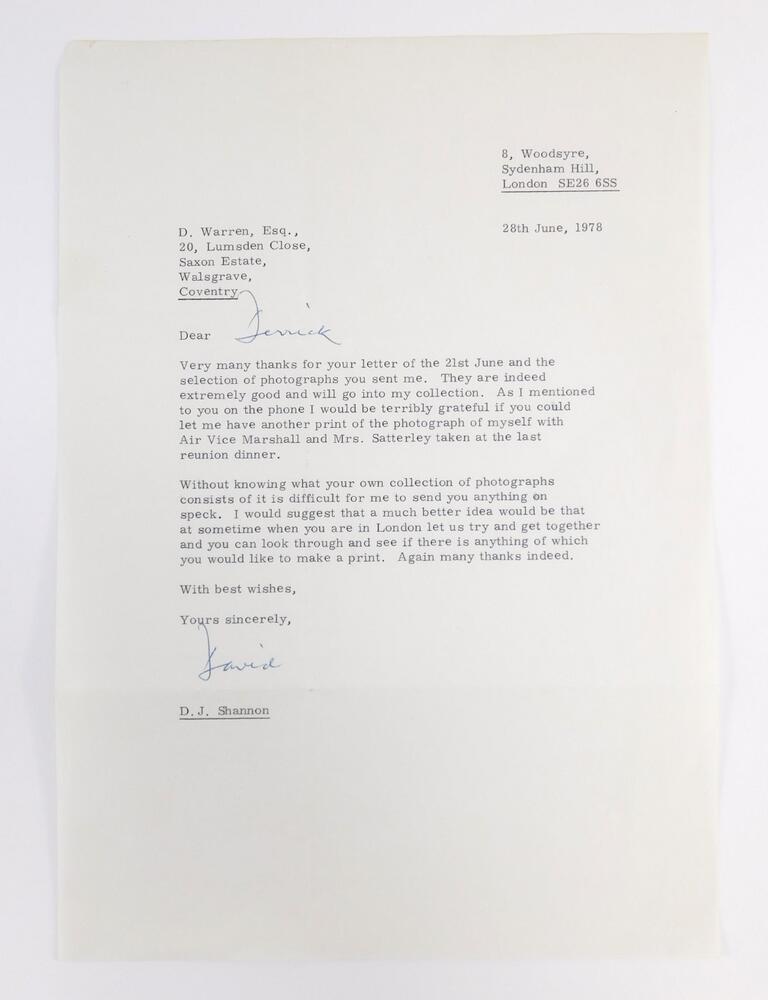 8, Woodsyre,
Sydenham Hill,
London SE26 6SS
28th June, 1978
D. Warren, Esq.,
20, Lumsden Close,
Saxon Estate,
Walsgrave,
Coventry
Dear Derrick
Very many thanks for your letter of the 21st June and the
selection of photographs you sent me. They are indeed
extremely good and will go into my collection. As I mentioned
to you on the phone I would be terribly grateful if you could
let me have another print of the photograph of myself with
Air Vice Marshall and Mrs. Satterley taken at the last
reunion dinner.
Without knowing what your own collection of photographs
consists of it is difficult for me to send you anything on
speck. I would suggest that a much better idea would be that
at sometime when you are in London let us try and get together
and you can look through and see if there is anything of which
you would like to make a print. Again many thanks indeed.
With best wishes,
Yours sincerely,
David
D.J. Shannon